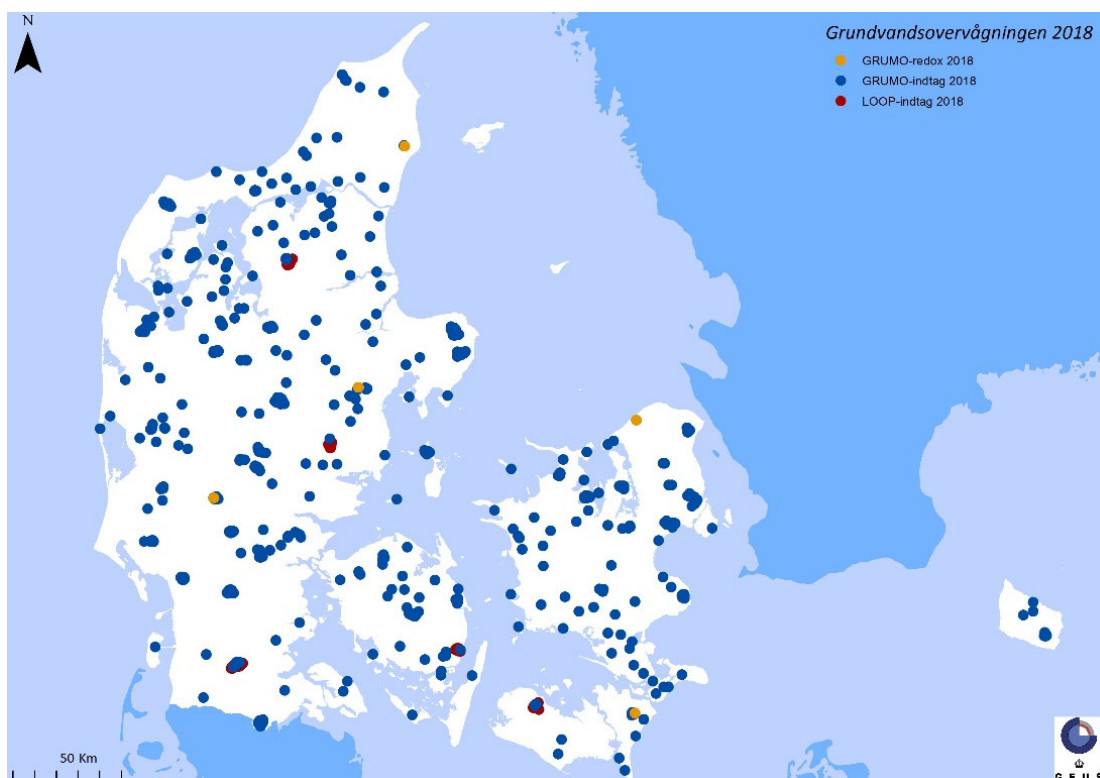 N
Grundvandsovervågningen 2018
GRUMO-redox 2018
GRUMO-indtag 2018
LOOP-indtag 2018
50 Km
G E U S